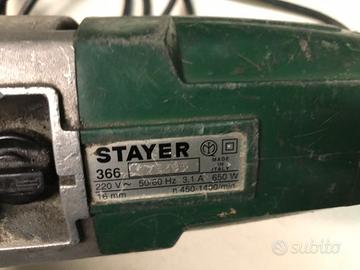 STAYER
MADE
IN
ITALY
366
220 V ~ 50/60 Hz 3,1 A 650 W
16 mm n 450-1400/min
subito